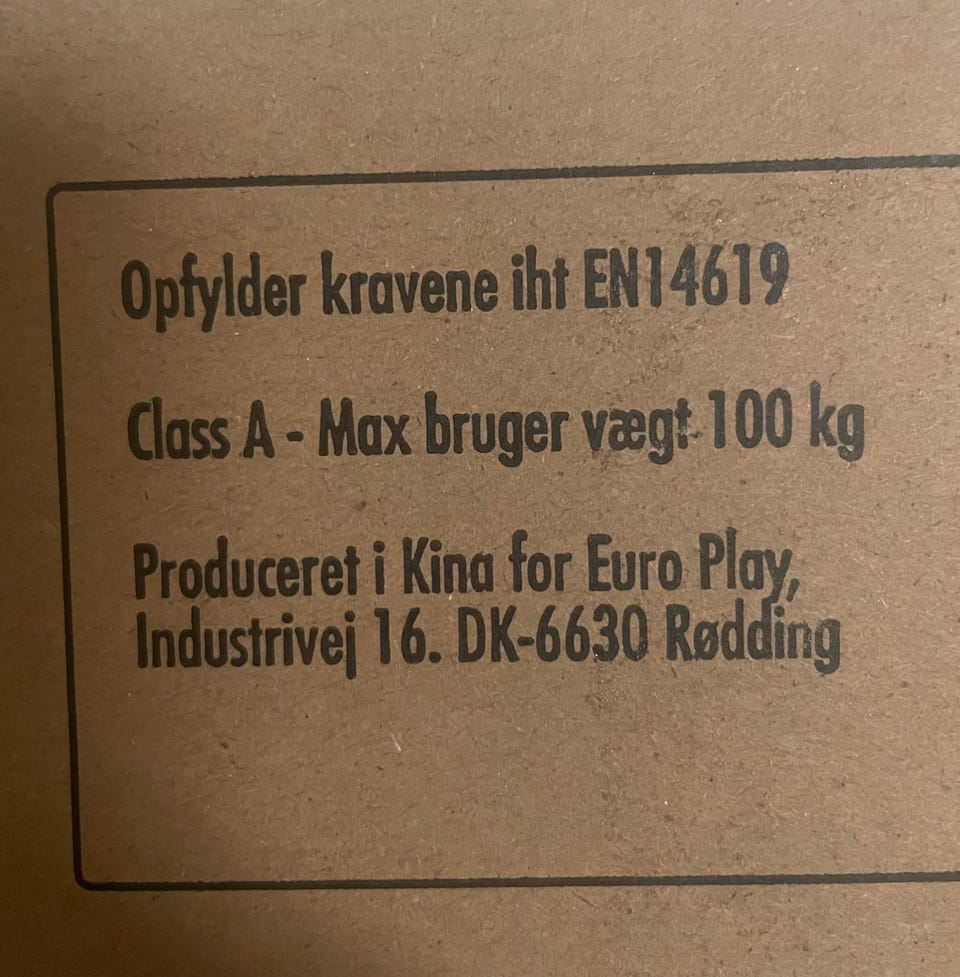 Opfylder kravene iht EN14619
Class A - Max bruger vægt 100 kg
Produceret i Kina for Euro Play,
Industrivej 16. DK-6630 Rødding